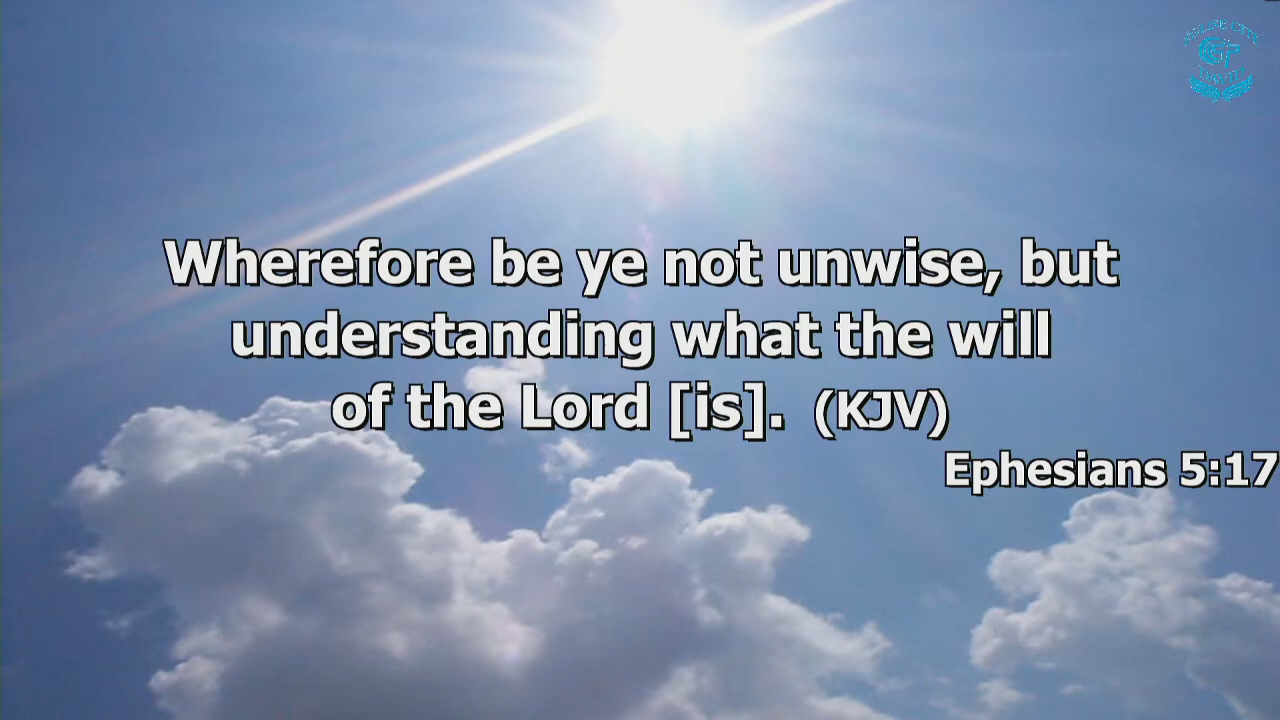 Wherefore be ye not unwise, but
understanding what the will
of the Lord [is]. (KJV)
Ephesians 5:17